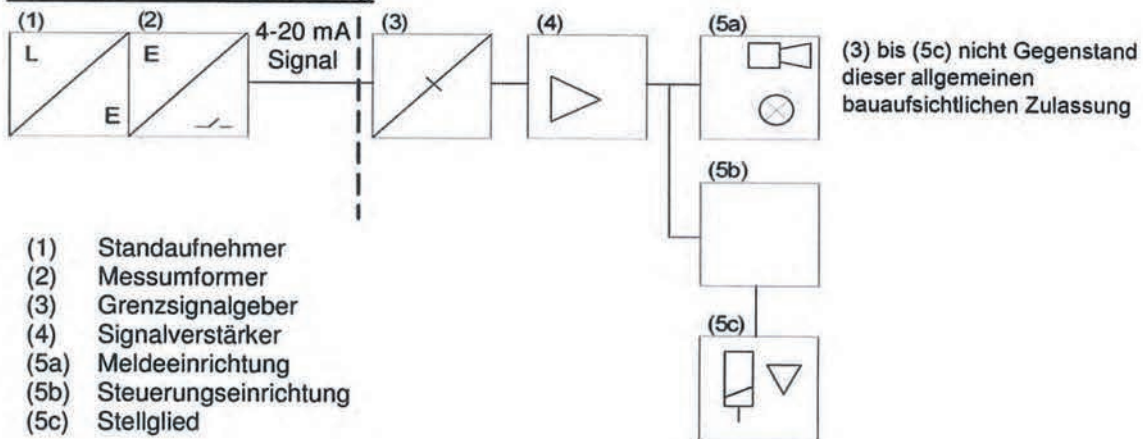 (1)
(2)
(3)
(4)
(5a)
L
E
E
4-20 mA
Signal
(3) bis (5c) nicht Gegenstand
dieser allgemeinen
bauaufsichtlichen Zulassung
(5b)
(5c)
(1) Standaufnehmer
(2) Messumformer
(3) Grenzsignalgeber
(4) Signalverstärker
(5a) Meldeeinrichtung
(5b) Steuerungseinrichtung
(5c) Stellglied